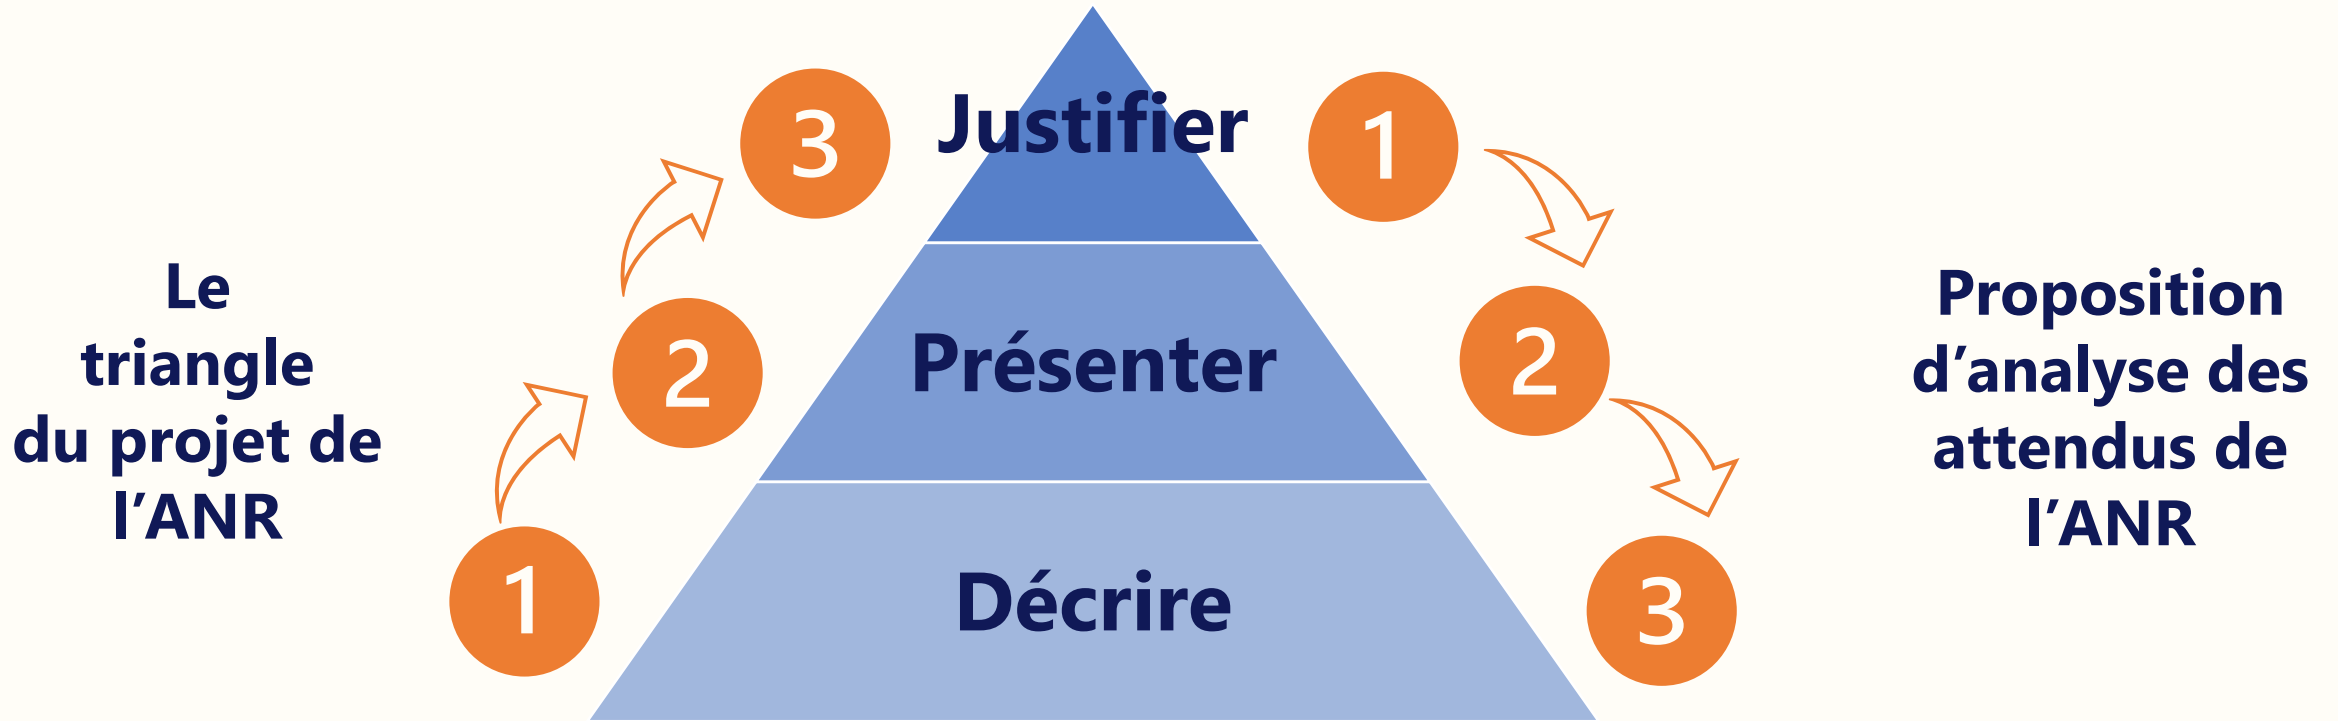 Le
triangle
du projet de
l’ANR
3
2
1
Justifier
Présenter
Décrire
1
2
3
Proposition
d’analyse des
attendus de
l’ANR